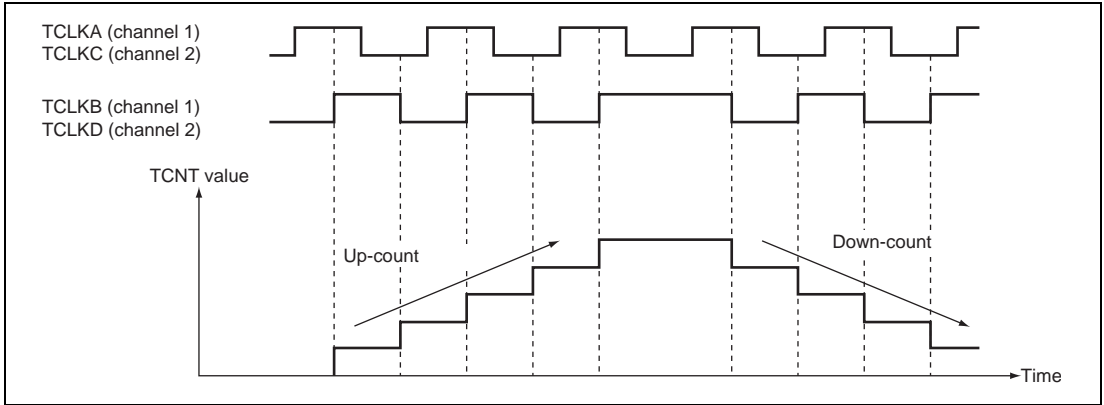 TCLKA (channel 1)
TCLKC (channel 2)
TCLKB (channel 1)
TCLKD (channel 2)
TCNT value
Up-count
Down-count
Time